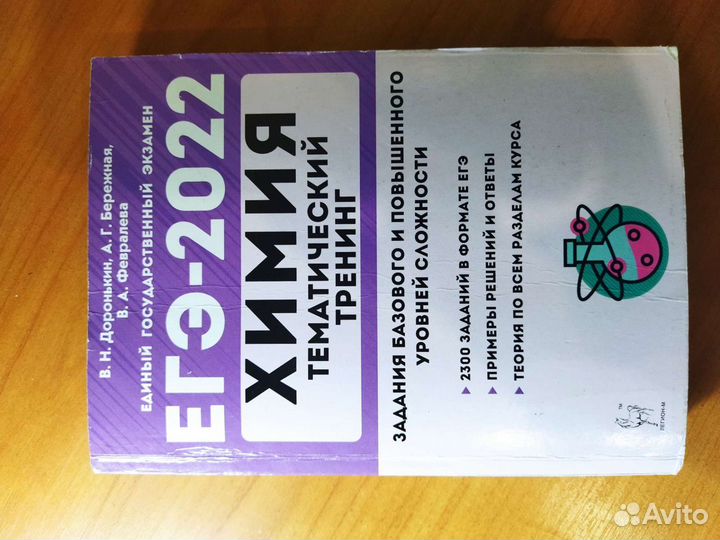 В. Н. Доронькин, А. Г. Бережная,
В. А. Февралева
ЕДИНЫЙ ГОСУДАРСТВЕННЫЙ ЭКЗАМЕН
ЕГЭ-2022
ХИМИЯ
ТЕМАТИЧЕСКИЙ
ТРЕНИНГ
ЗАДАНИЯ БАЗОВОГО И ПОВЫШЕННОГО
УРОВНЕЙ СЛОЖНОСТИ
2300 ЗАДАНИЙ В ФОРМАТЕ ЕГЭ
ПРИМЕРЫ РЕШЕНИЙ И ОТВЕТЫ
ТЕОРИЯ ПО ВСЕМ РАЗДЕЛАМ КУРСА
TM
ЛЕГИОН-М
Avito